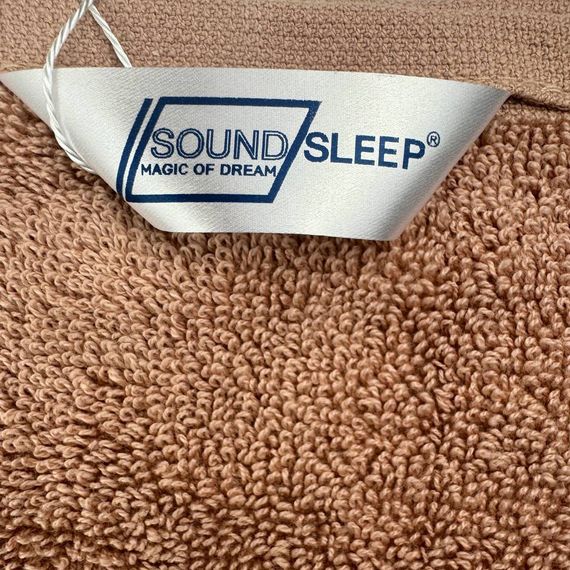 SOUND SLEEP®
MAGIC OF DREAM